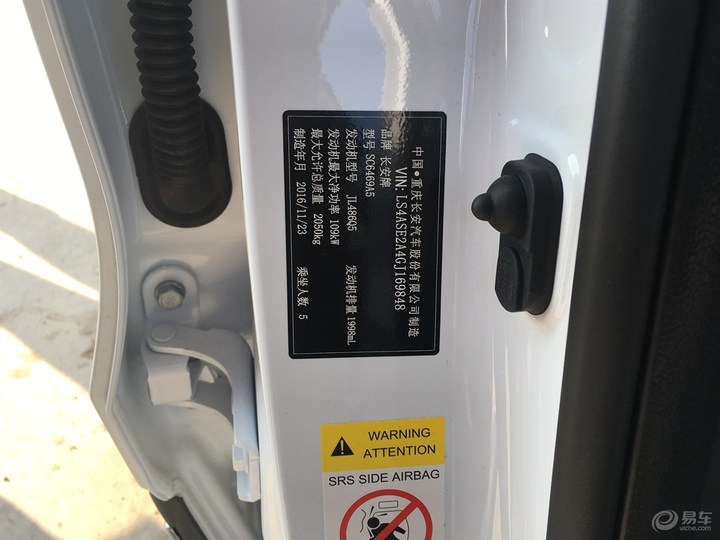 中国●重庆长安汽车股份有限公司制造
VIN: LS4ASE2A4GJ169848
品牌 长安牌
型号 SC6469A5
发动机型号 JL486Q5 发动机排量 1998mL
发动机最大净功率 109kW
最大允许总质量 2050kg
制造年月 2016/11/23 乘坐人数 5
WARNING
ATTENTION
SRS SIDE AIRBAG
易车
yiche.com